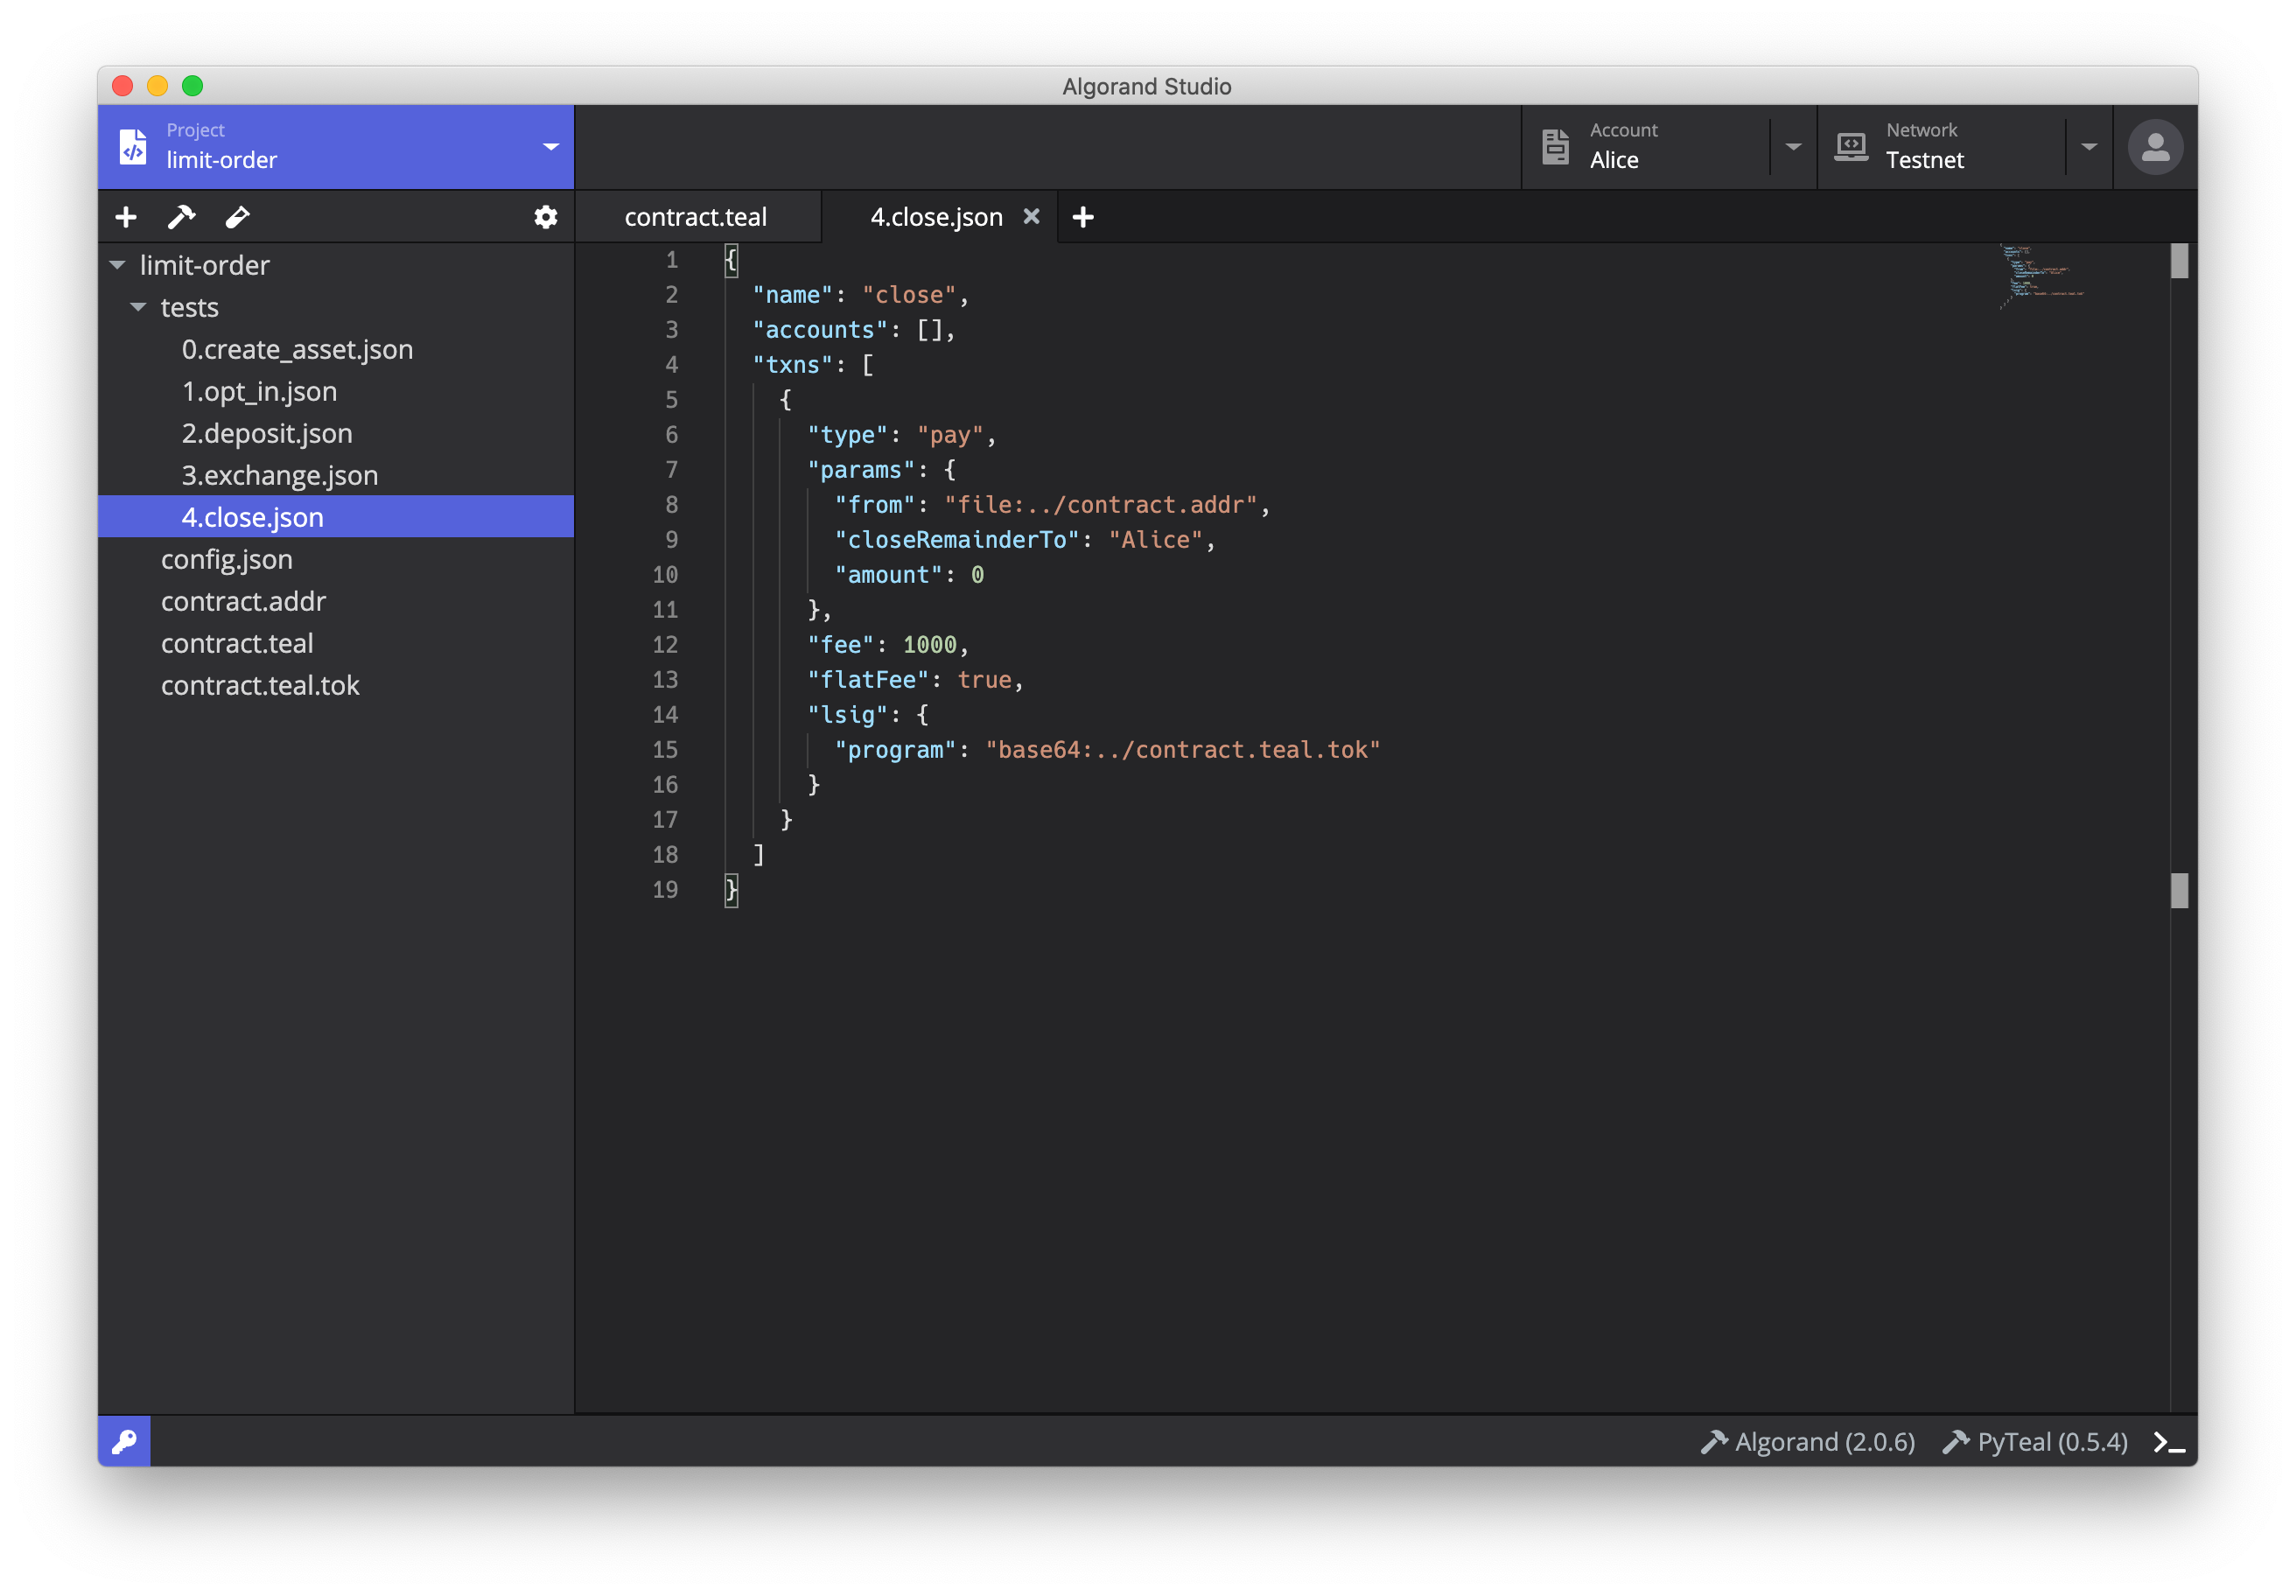 Algorand Studio
Project
limit-order
Account
Alice
Network
Testnet
contract.teal
4.close.json
limit-order
tests
0.create_asset.json
1.opt_in.json
2.deposit.json
3.exchange.json
4.close.json
config.json
contract.addr
contract.teal
contract.teal.tok
1 {
2 "name": "close",
3 "accounts": [],
4 "txns": [
5 {
6 "type": "pay",
7 "params": {
8 "from": "file:../contract.addr",
9 "closeRemainderTo": "Alice",
10 "amount": 0
11 },
12 "fee": 1000,
13 "flatFee": true,
14 "lsig": {
15 "program": "base64:../contract.teal.tok"
16 }
17 }
18 ]
19 }
Algorand (2.0.6)
PyTeal (0.5.4)